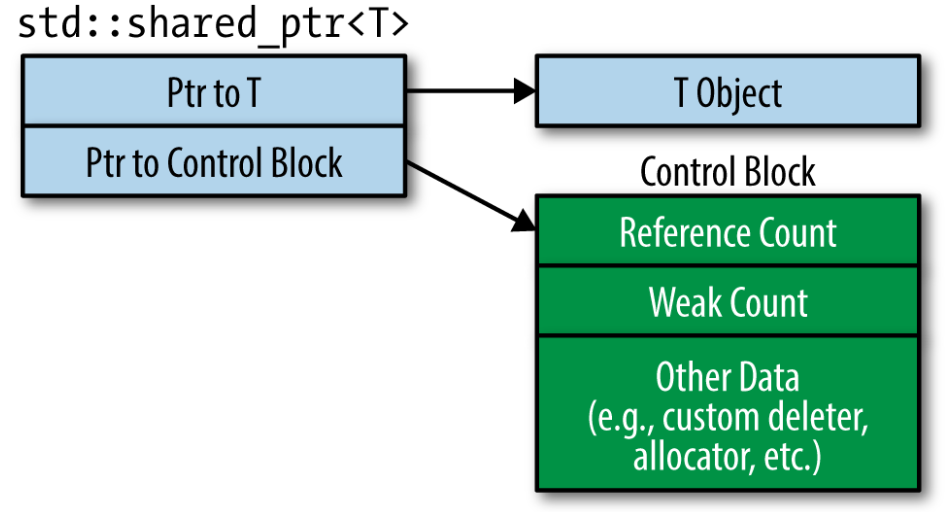 std::shared_ptr<T>
Ptr to T
T Object
Ptr to Control Block
Control Block
Reference Count
Weak Count
Other Data
(e.g., custom deleter,
allocator, etc.)